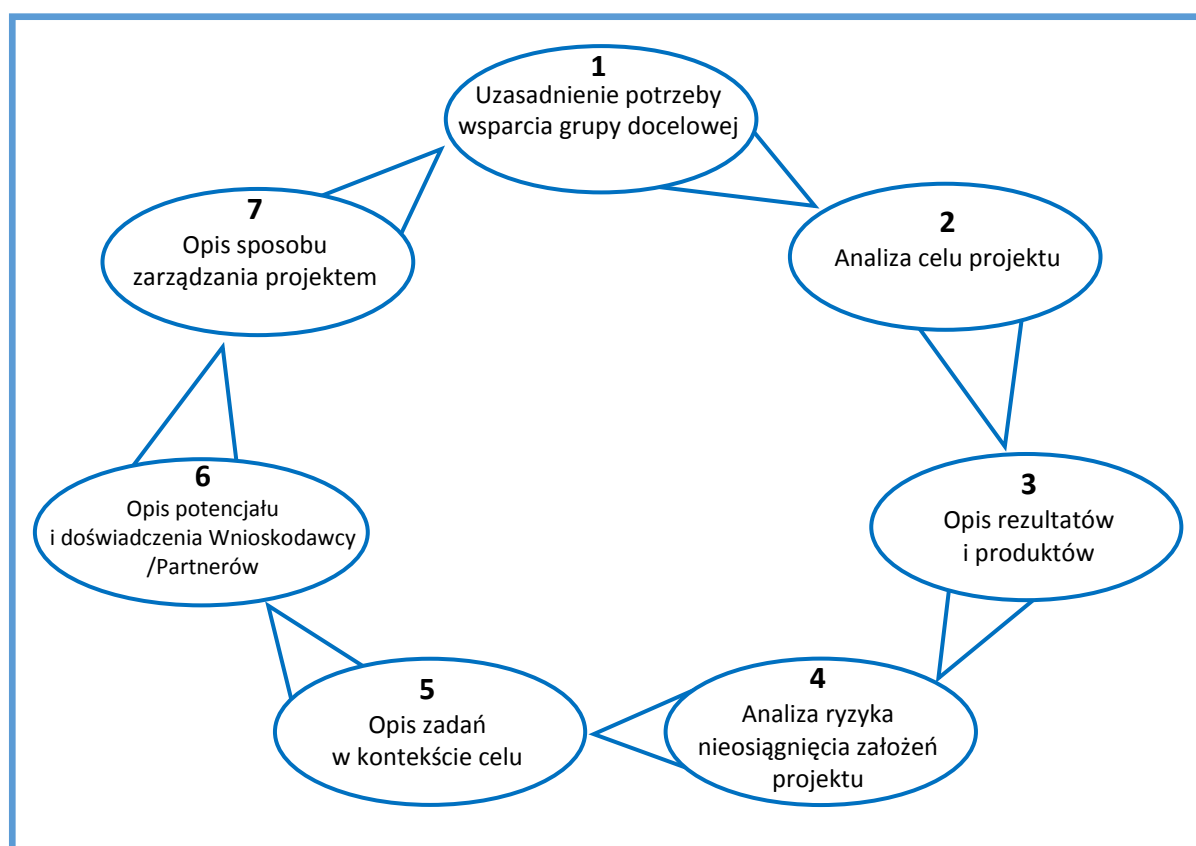 1
Uzasadnienie potrzeby
wsparcia grupy docelowej
2
Analiza celu projektu
3
Opis rezultatów
i produktów
4
Analiza ryzyka
nieosiągnięcia założeń
projektu
5
Opis zadań
w kontekście celu
6
Opis potencjału
i doświadczenia Wnioskodawcy
/Partnerów
7
Opis sposobu
zarządzania projektem